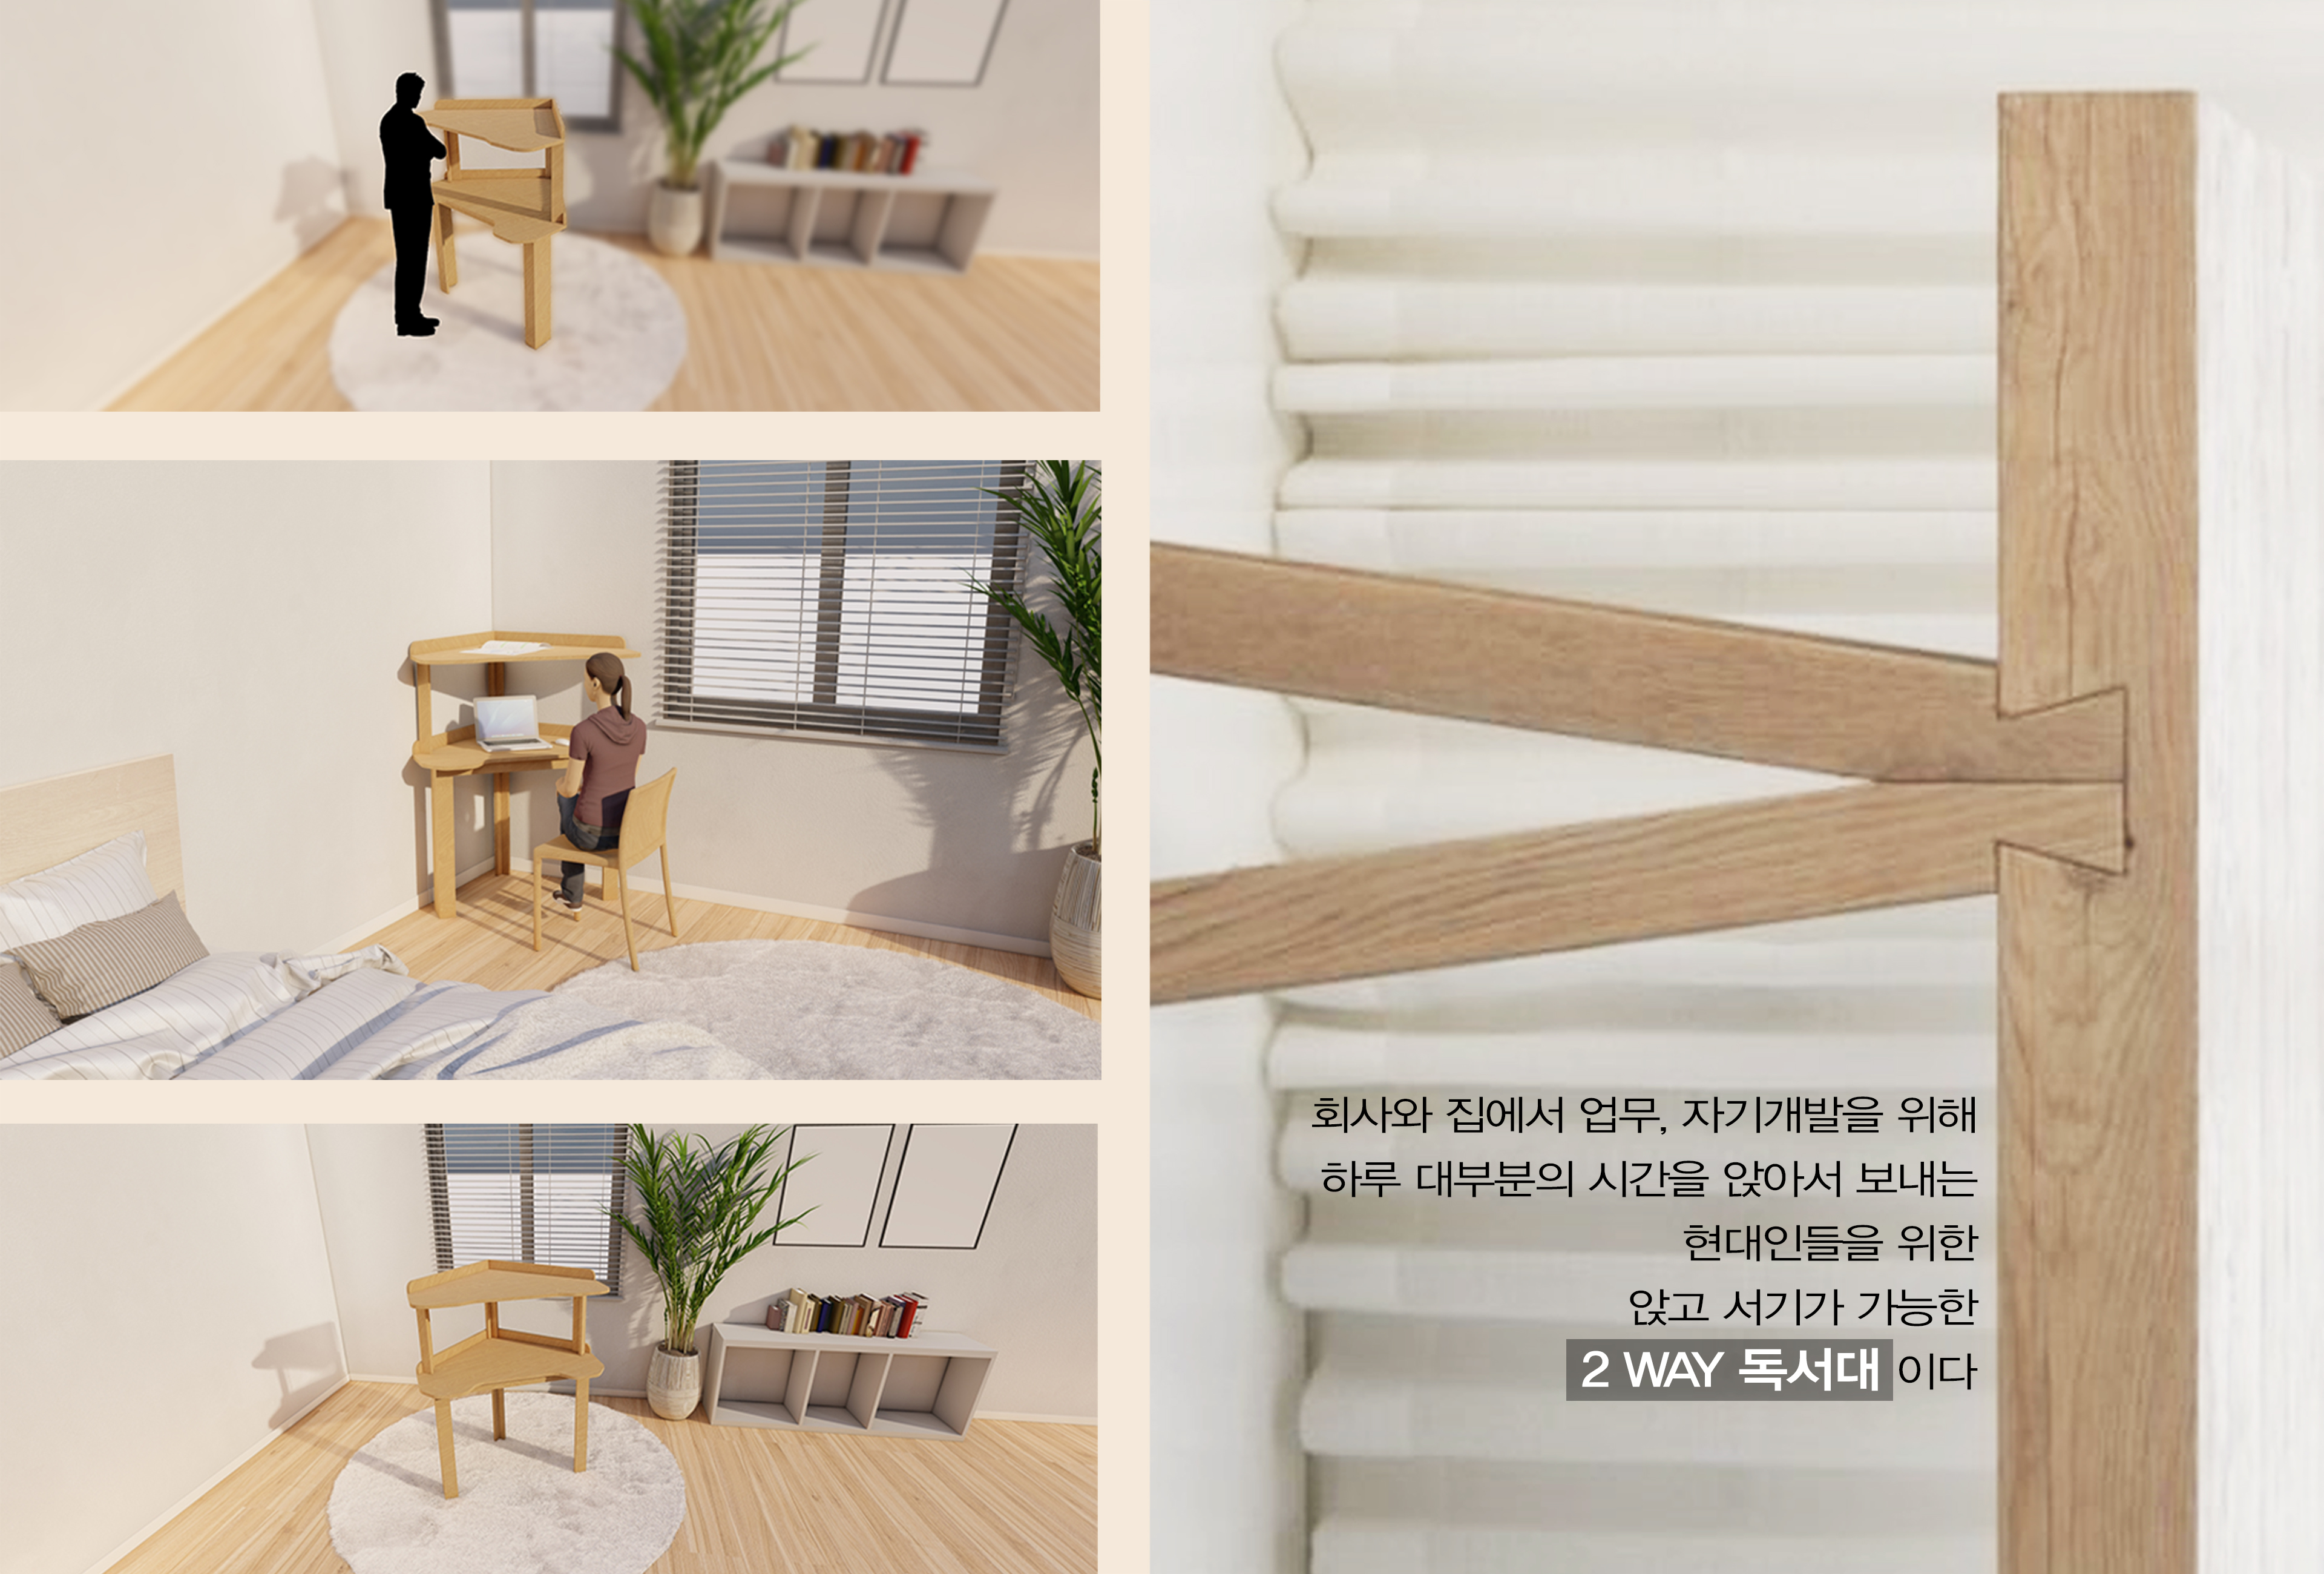 회사와 집에서 업무, 자기개발을 위해
하루 대부분의 시간을 앉아서 보내는
현대인들을 위한
앉고 서기가 가능한
2 WAY 독서대 이다